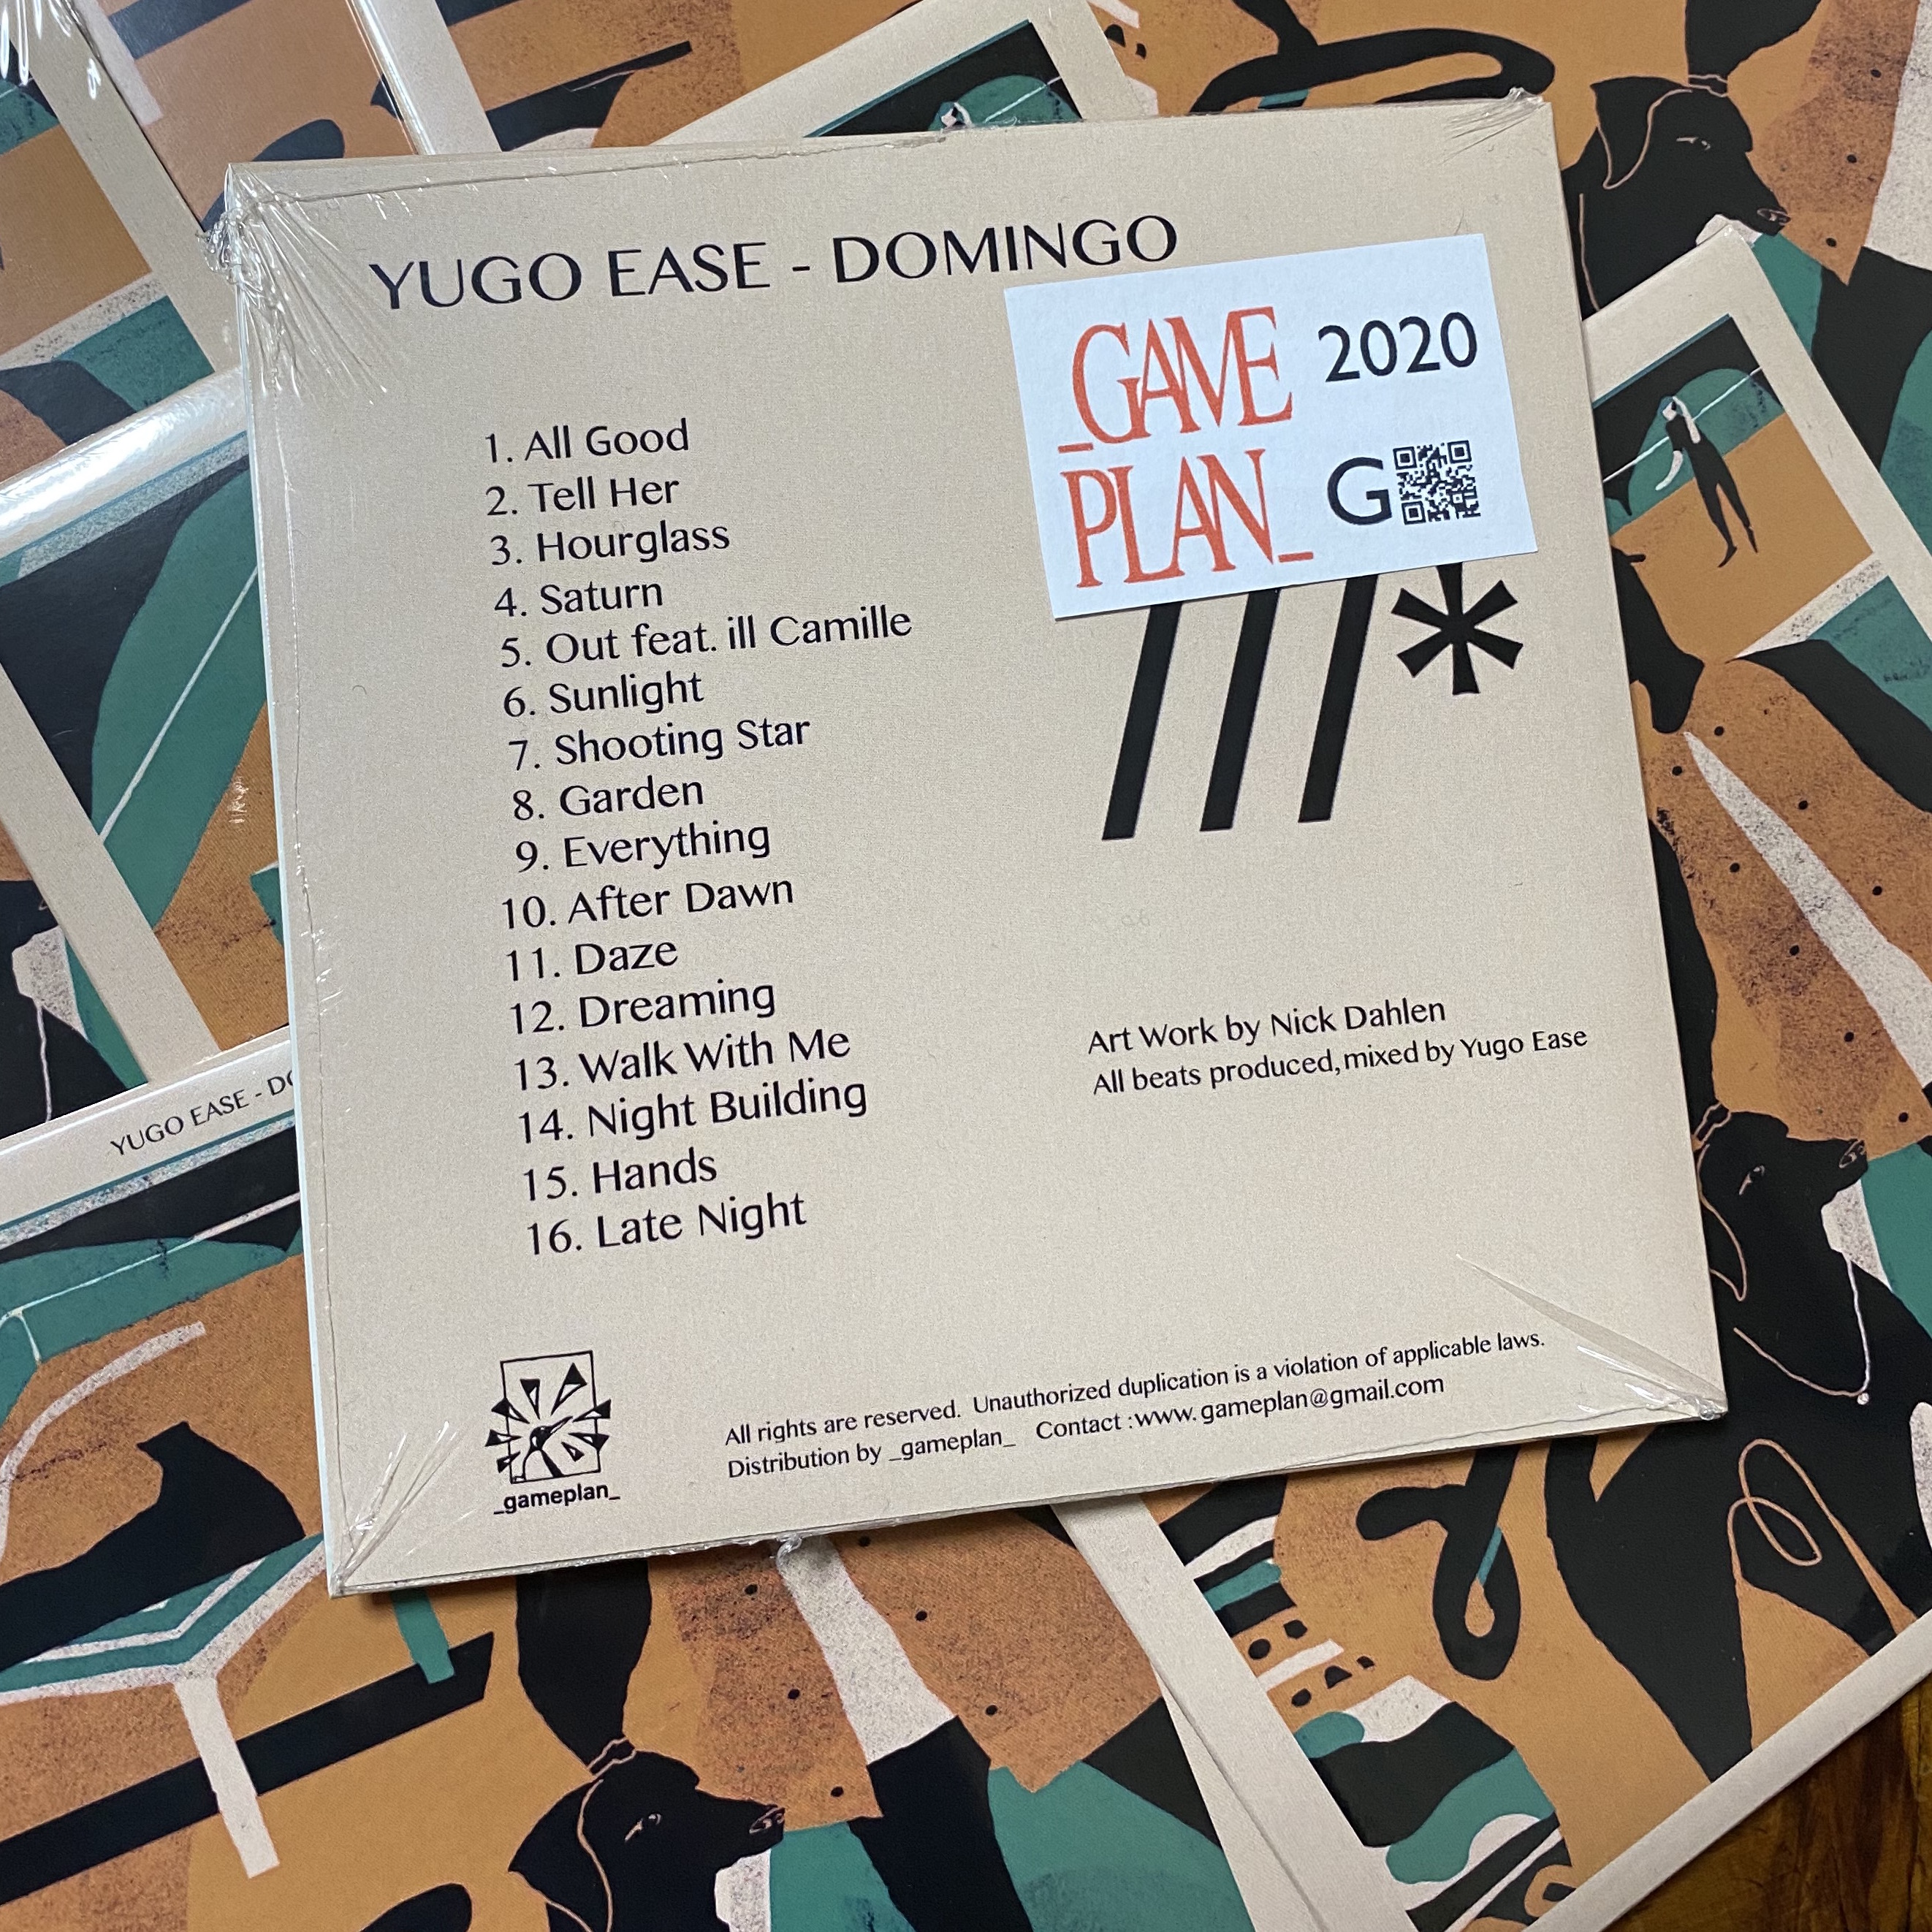 YUGO EASE - DOMINGO
_GAME
PLAN_
2020
G
1. All Good
2. Tell Her
3. Hourglass
4. Saturn
5. Out feat. ill Camille
6. Sunlight
7. Shooting Star
8. Garden
9. Everything
10. After Dawn
11. Daze
12. Dreaming
13. Walk With Me
14. Night Building
15. Hands
16. Late Night
///*
Art Work by Nick Dahlen
All beats produced,mixed by Yugo Ease
All rights are reserved. Unauthorized duplication is a violation of applicable laws.
Distribution by _gameplan_ Contact :www.gameplan@gmail.com
_gameplan_
YUGO EASE - DO